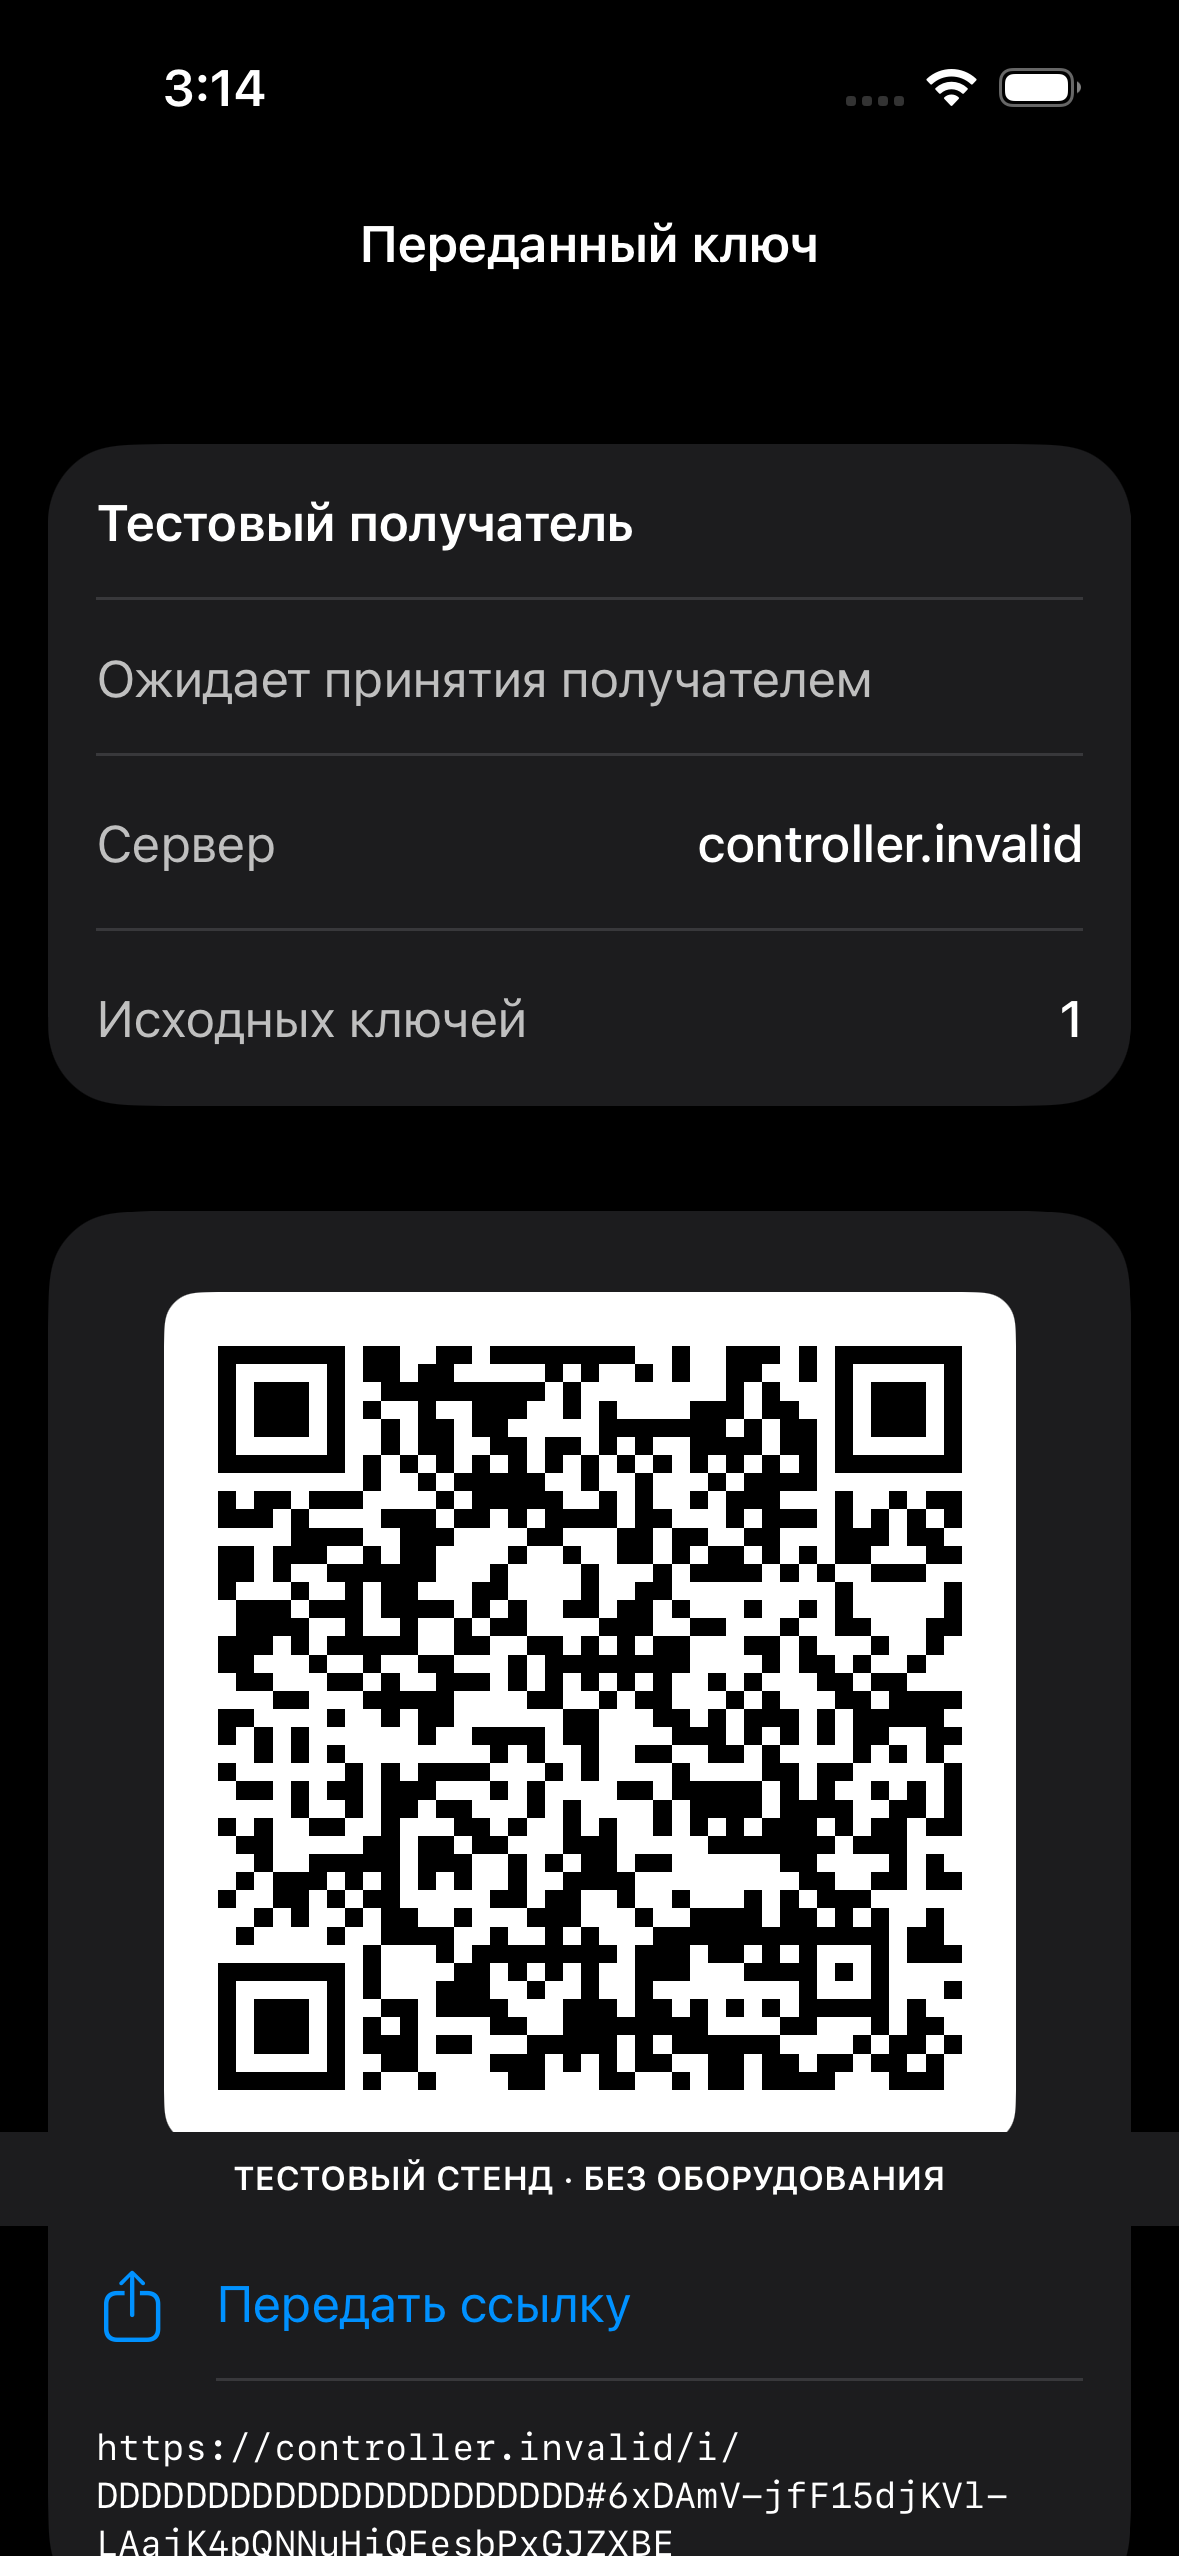 3:14
Переданный ключ
Тестовый получатель
Ожидает принятия получателем
Сервер controller.invalid
Исходных ключей 1
ТЕСТОВЫЙ СТЕНД · БЕЗ ОБОРУДОВАНИЯ
Передать ссылку
https://controller.invalid/i/
DDDDDDDDDDDDDDDDDDDDDD#6xDAmV-jfF15djKVl-
LAajK4pQNNuHiQEesbPxGJZXBE